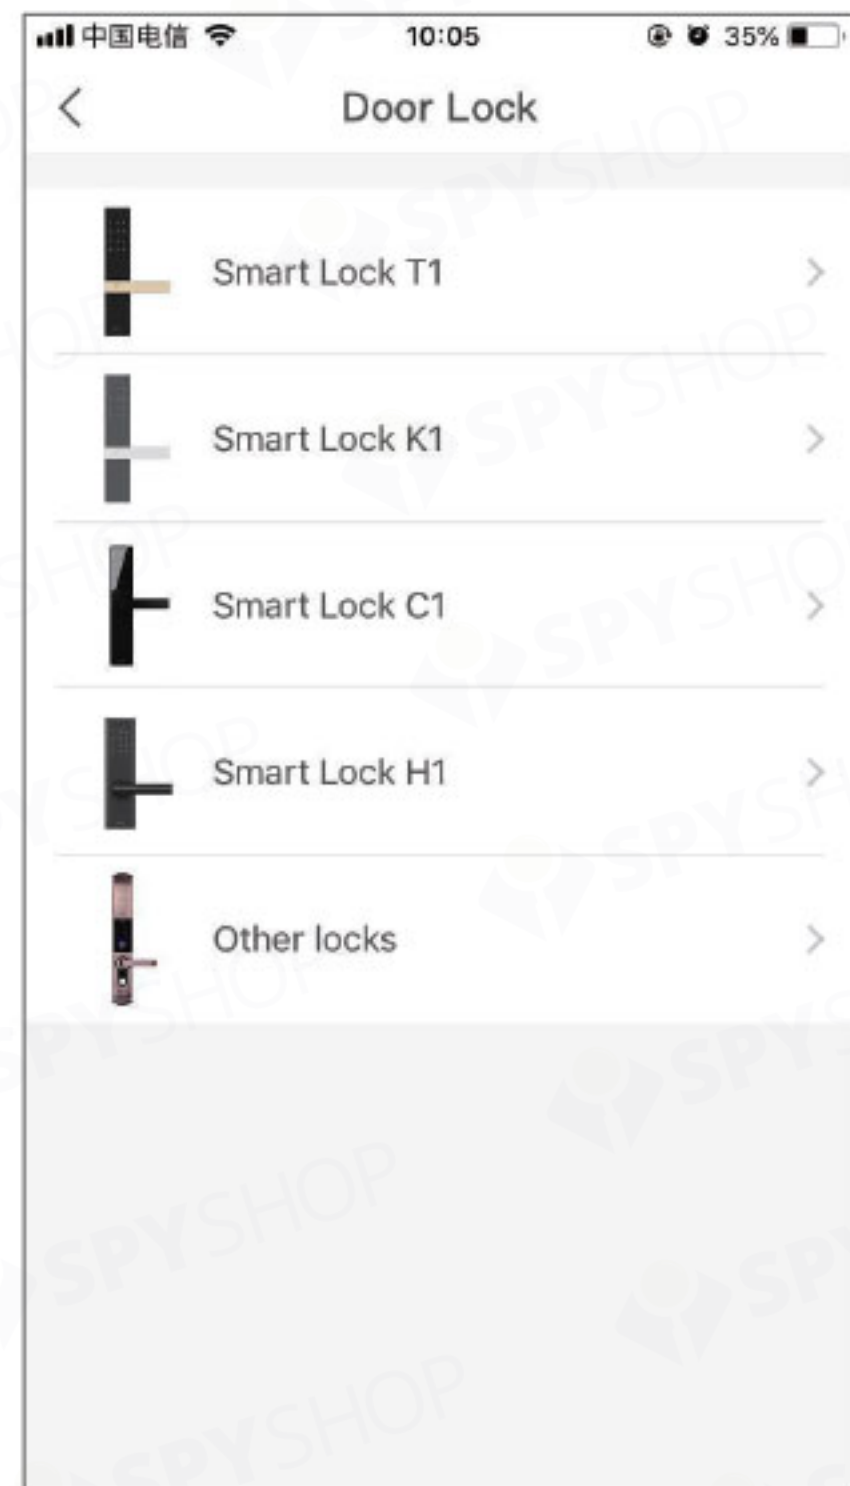 中国电信 10:05 35%
Door Lock
Smart Lock T1
Smart Lock K1
Smart Lock C1
Smart Lock H1
Other locks
SPYSHOP